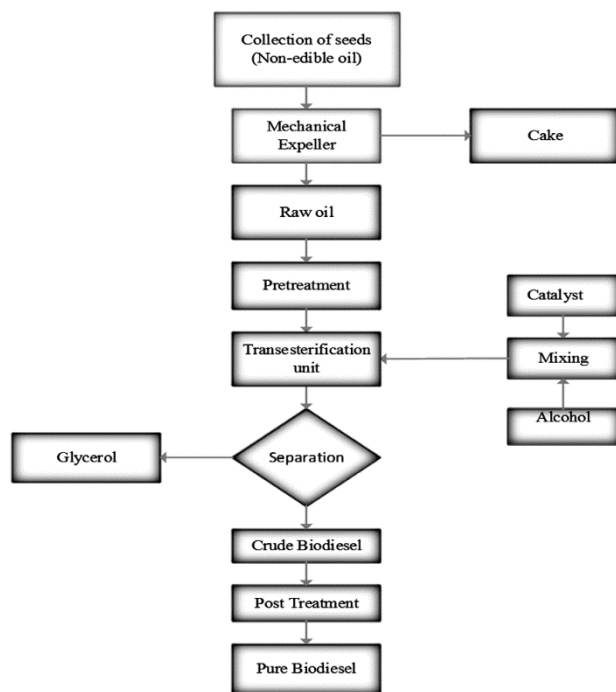 Collection of seeds
(Non-edible oil)
Mechanical
Expeller
Cake
Raw oil
Pretreatment
Catalyst
Transesterification
unit
Mixing
Alcohol
Glycerol
Separation
Crude Biodiesel
Post Treatment
Pure Biodiesel